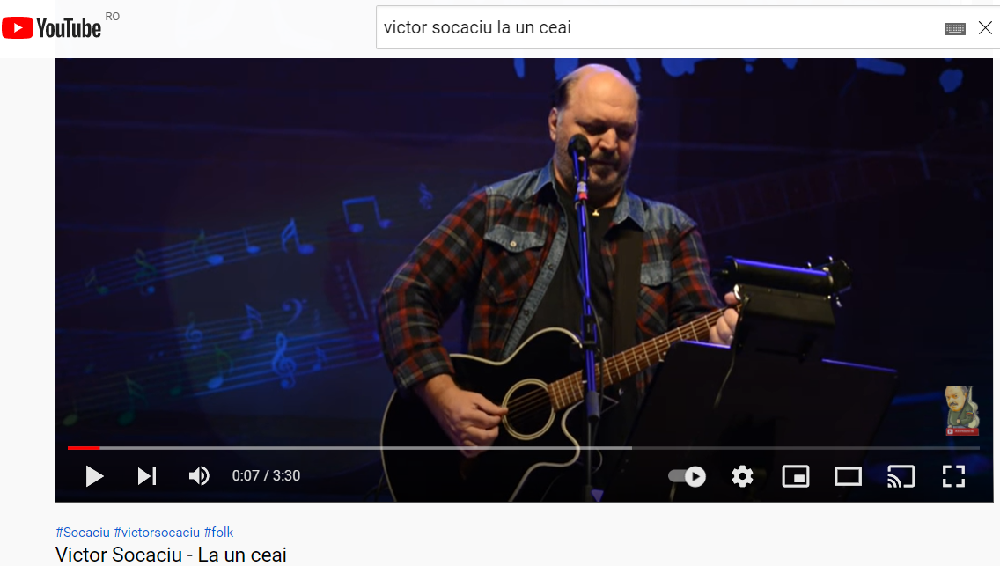 YouTube RO
victor socaciu la un ceai
0:07 / 3:30
#Socaciu #victorsocaciu #folk
Victor Socaciu - La un ceai